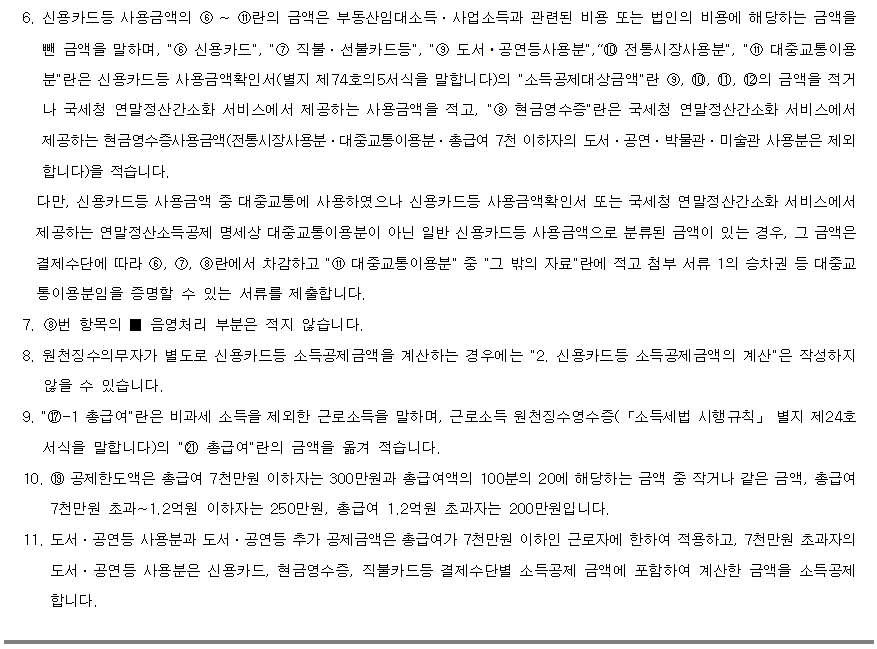 6. 신용카드등 사용금액의 ⑥ ~ ⑪란의 금액은 부동산임대소득ㆍ사업소득과 관련된 비용 또는 법인의 비용에 해당하는 금액을
뺀 금액을 말하며, "⑥ 신용카드", "⑦ 직불ㆍ선불카드등", "⑨ 도서ㆍ공연등사용분",“⑩ 전통시장사용분", "⑪ 대중교통이용
분"란은 신용카드등 사용금액확인서(별지 제74호의5서식을 말합니다)의 "소득공제대상금액"란 ⑨, ⑩, ⑪, ⑫의 금액을 적거
나 국세청 연말정산간소화 서비스에서 제공하는 사용금액을 적고, "⑧ 현금영수증"란은 국세청 연말정산간소화 서비스에서
제공하는 현금영수증사용금액(전통시장사용분ㆍ대중교통이용분ㆍ총급여 7천 이하자의 도서ㆍ공연ㆍ박물관ㆍ미술관 사용분은 제외
합니다)을 적습니다.
다만, 신용카드등 사용금액 중 대중교통에 사용하였으나 신용카드등 사용금액확인서 또는 국세청 연말정산간소화 서비스에서
제공하는 연말정산소득공제 명세상 대중교통이용분이 아닌 일반 신용카드등 사용금액으로 분류된 금액이 있는 경우, 그 금액은
결제수단에 따라 ⑥, ⑦, ⑧란에서 차감하고 "⑪ 대중교통이용분" 중 "그 밖의 자료"란에 적고 첨부 서류 1의 승차권 등 대중교
통이용분임을 증명할 수 있는 서류를 제출합니다.
7. ⑧번 항목의 ■ 음영처리 부분은 적지 않습니다.
8. 원천징수의무자가 별도로 신용카드등 소득공제금액을 계산하는 경우에는 "2. 신용카드등 소득공제금액의 계산"은 작성하지
않을 수 있습니다.
9. "⑰-1 총급여"란은 비과세 소득을 제외한 근로소득을 말하며, 근로소득 원천징수영수증(「소득세법 시행규칙」 별지 제24호
서식을 말합니다)의 "㉑ 총급여"란의 금액을 옮겨 적습니다.
10. ⑲ 공제한도액은 총급여 7천만원 이하자는 300만원과 총급여액의 100분의 20에 해당하는 금액 중 작거나 같은 금액, 총급여
7천만원 초과~1.2억원 이하자는 250만원, 총급여 1.2억원 초과자는 200만원입니다.
11. 도서ㆍ공연등 사용분과 도서ㆍ공연등 추가 공제금액은 총급여가 7천만원 이하인 근로자에 한하여 적용하고, 7천만원 초과자의
도서ㆍ공연등 사용분은 신용카드, 현금영수증, 직불카드등 결제수단별 소득공제 금액에 포함하여 계산한 금액을 소득공제
합니다.